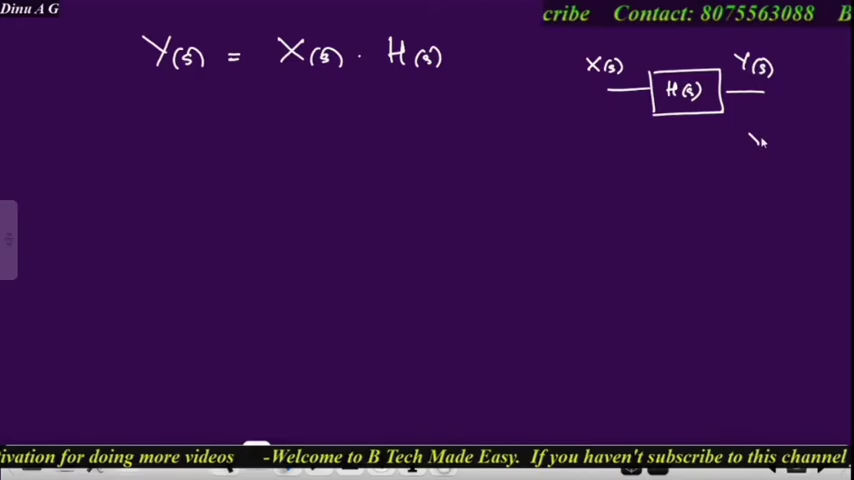 Dinu A G
cribe Contact: 8075563088 B
Y(s) = X(s) . H(s)
X(s) H(s) Y(s)
ivation for doing more videos -Welcome to B Tech Made Easy. If you haven't subscribe to this channel